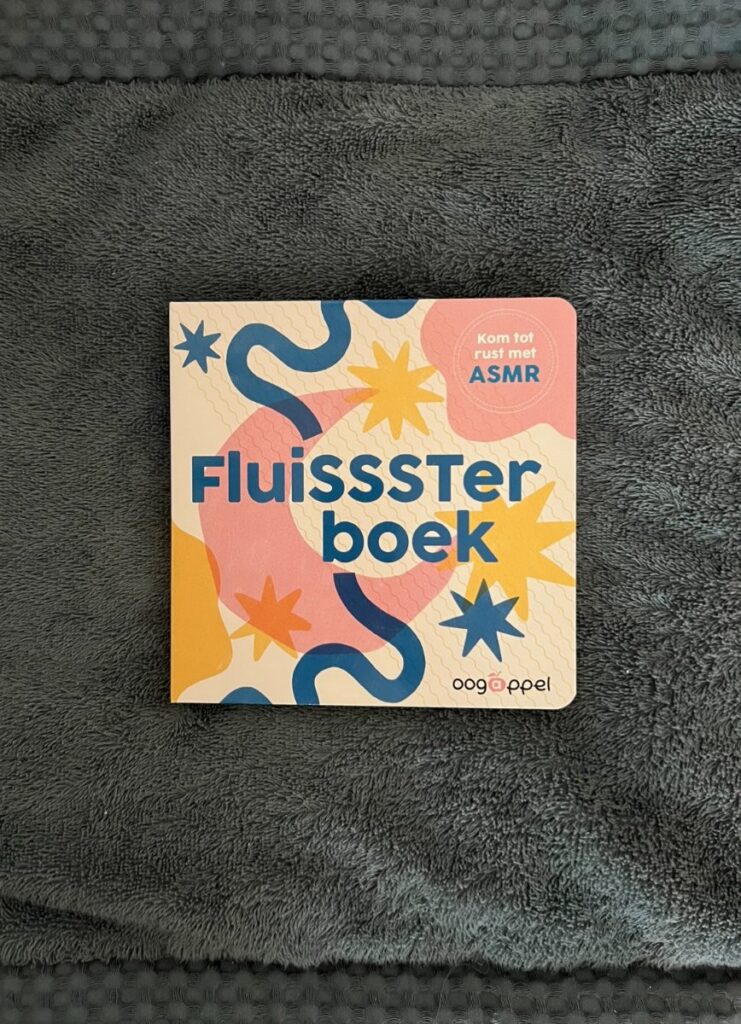 Kom tot
rust met
ASMR
FluiSSSTer
boek
oogappel